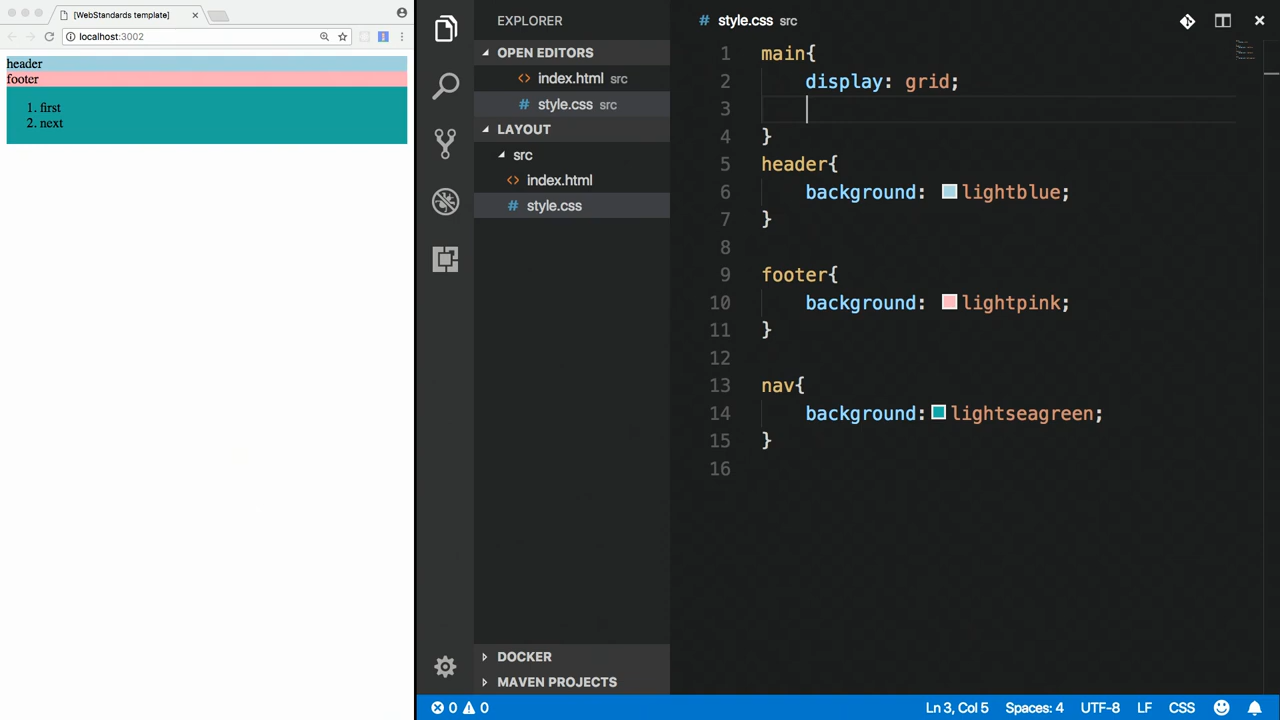 [WebStandards template]
localhost:3002
header
footer
1. first
2. next
EXPLORER
OPEN EDITORS
index.html src
style.css src
LAYOUT
src
index.html
style.css
DOCKER
MAVEN PROJECTS
style.css src
1 main{
2 display: grid;
3
4 }
5 header{
6 background: lightblue;
7 }
8
9 footer{
10 background: lightpink;
11 }
12
13 nav{
14 background: lightseagreen;
15 }
16
0 0
Ln 3, Col 5 Spaces: 4 UTF-8 LF CSS